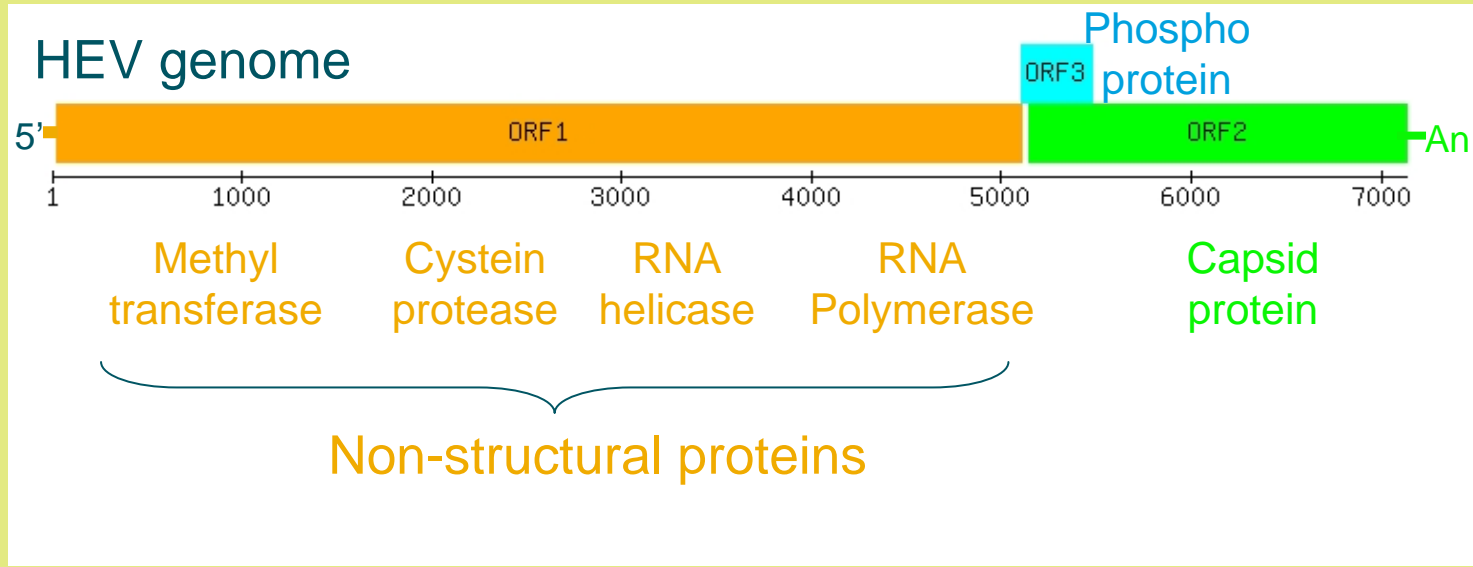 HEV genome
Phospho
protein
ORF3
5’
ORF1
ORF2
An
1 1000 2000 3000 4000 5000 6000 7000
Methyl
transferase
Cystein
protease
RNA
helicase
RNA
Polymerase
Capsid
protein
Non-structural proteins